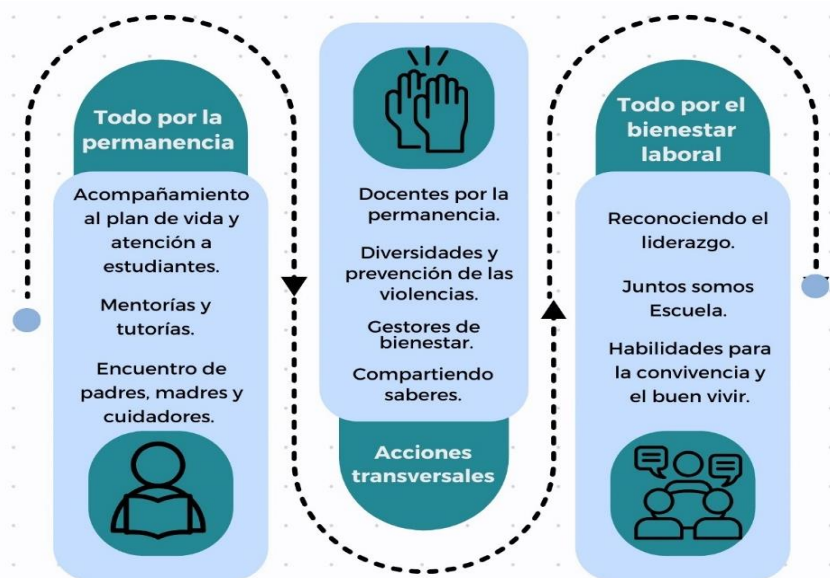 Todo por la
permanencia
Acompañamiento
al plan de vida y
atención a
estudiantes.
Mentorías y
tutorías.
Encuentro de
padres, madres y
cuidadores.
Docentes por la
permanencia.
Diversidades y
prevención de las
violencias.
Gestores de
bienestar.
Compartiendo
saberes.
Acciones
transversales
Todo por el
bienestar
laboral
Reconociendo el
liderazgo.
Juntos somos
Escuela.
Habilidades para
la convivencia y
el buen vivir.